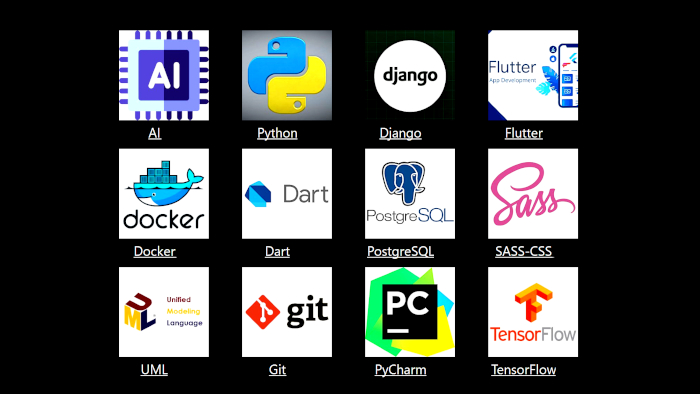 AI
django
Flutter
App Development
AI
Python
Django
Flutter
docker
Dart
PostgreSQL
Sass
Docker
Dart
PostgreSQL
SASS-CSS
UML
Unified
Modeling
Language
git
PC
TensorFlow
UML
Git
PyCharm
TensorFlow